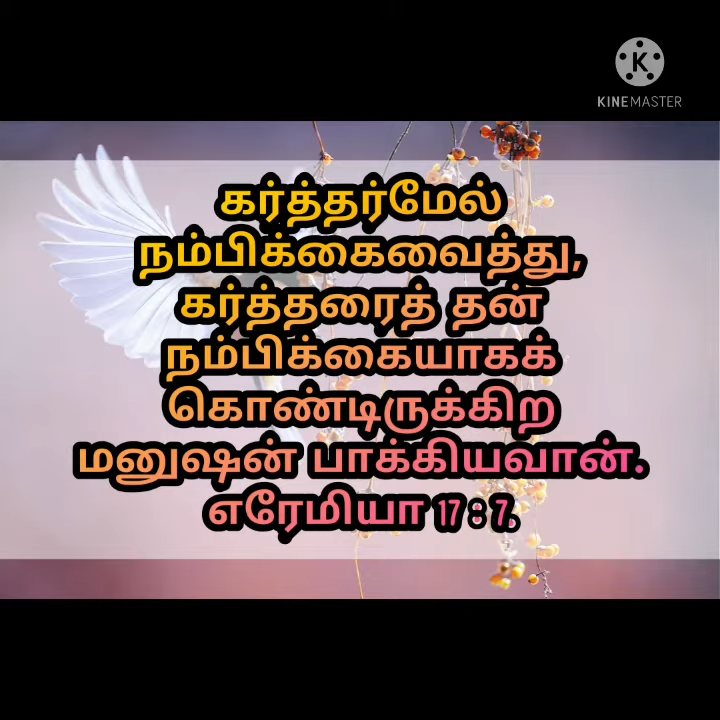 KINEMASTER
கர்த்தர்மேல்
நம்பிக்கைவைத்து,
கர்த்தரைத் தன்
நம்பிக்கையாகக்
கொண்டிருக்கிற
மனுஷன் பாக்கியவான்.
எரேமியா 17 : 7.